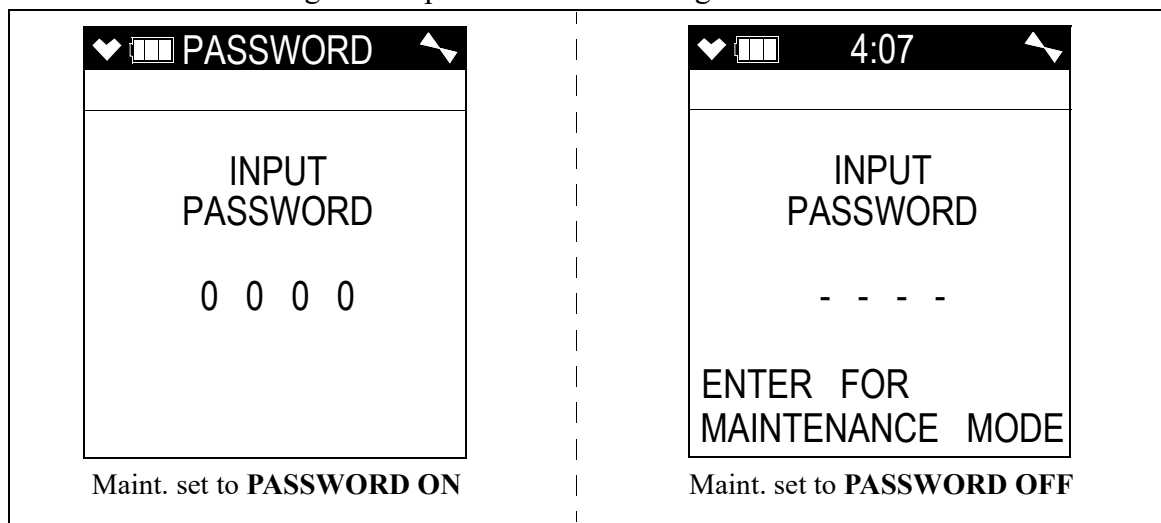 PASSWORD
INPUT
PASSWORD
0 0 0 0
Maint. set to PASSWORD ON
4:07
INPUT
PASSWORD
- - - -
ENTER FOR
MAINTENANCE MODE
Maint. set to PASSWORD OFF